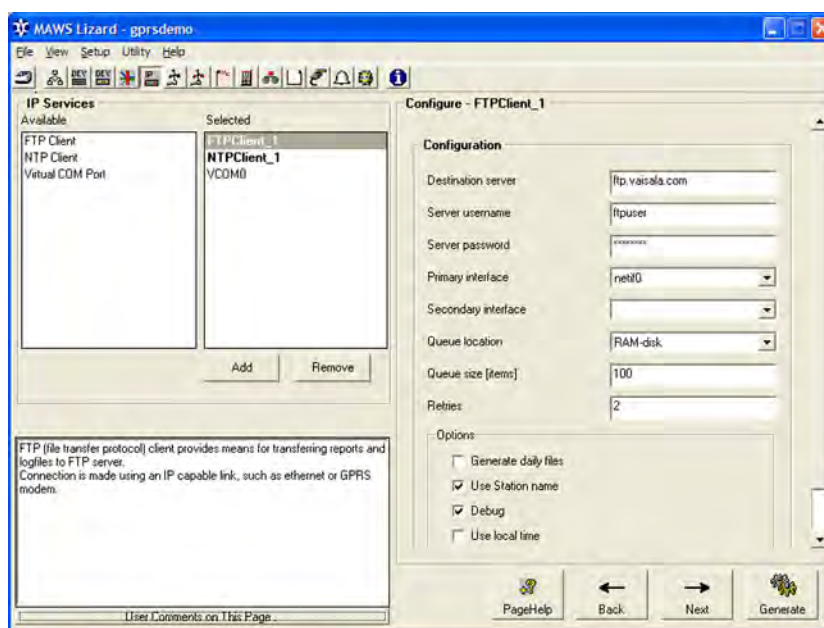 MAWS Lizard - gprsdemo
File View Setup Utility Help
IP Services
Available
Selected
FTP Client
NTP Client
Virtual COM Port
FTPClient_1
NTPClient_1
VCOM0
Add
Remove
FTP (file transfer protocol) client provides means for transferring reports and
logfiles to FTP server.
Connection is made using an IP capable link, such as ethernet or GPRS
modem.
User Comments on This Page
Configure - FTPClient_1
Configuration
Destination server
ftp.vaisala.com
Server username
ftpuser
Server password
********
Primary interface
netif0
Secondary interface
Queue location
RAM-disk
Queue size [items]
100
Retries
2
Options
Generate daily files
Use Station name
Debug
Use local time
PageHelp
Back
Next
Generate